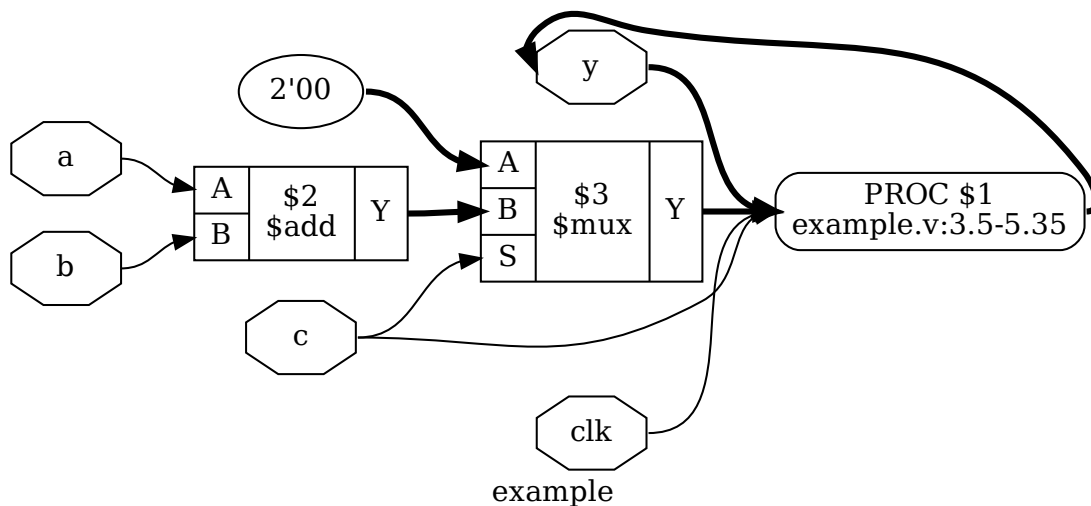 y
2'00
a
A
$2
$add
Y
B
b
A
$3
$mux
Y
B
S
PROC $1
example.v:3.5-5.35
c
clk
example